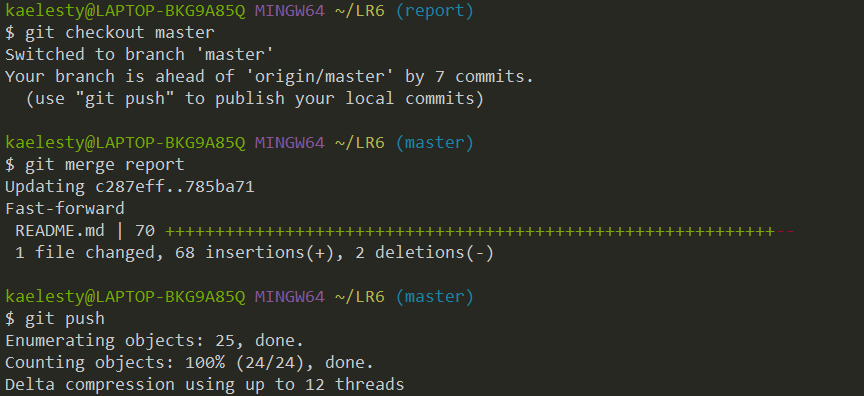 kaelesty@LAPTOP-BKG9A85Q MINGW64 ~/LR6 (report)
$ git checkout master
Switched to branch 'master'
Your branch is ahead of 'origin/master' by 7 commits.
  (use "git push" to publish your local commits)

kaelesty@LAPTOP-BKG9A85Q MINGW64 ~/LR6 (master)
$ git merge report
Updating c287eff..785ba71
Fast-forward
 README.md | 70 +++++++++++++++++++++++++++++++++++++++++++++++++++++++++++++--
 1 file changed, 68 insertions(+), 2 deletions(-)

kaelesty@LAPTOP-BKG9A85Q MINGW64 ~/LR6 (master)
$ git push
Enumerating objects: 25, done.
Counting objects: 100% (24/24), done.
Delta compression using up to 12 threads